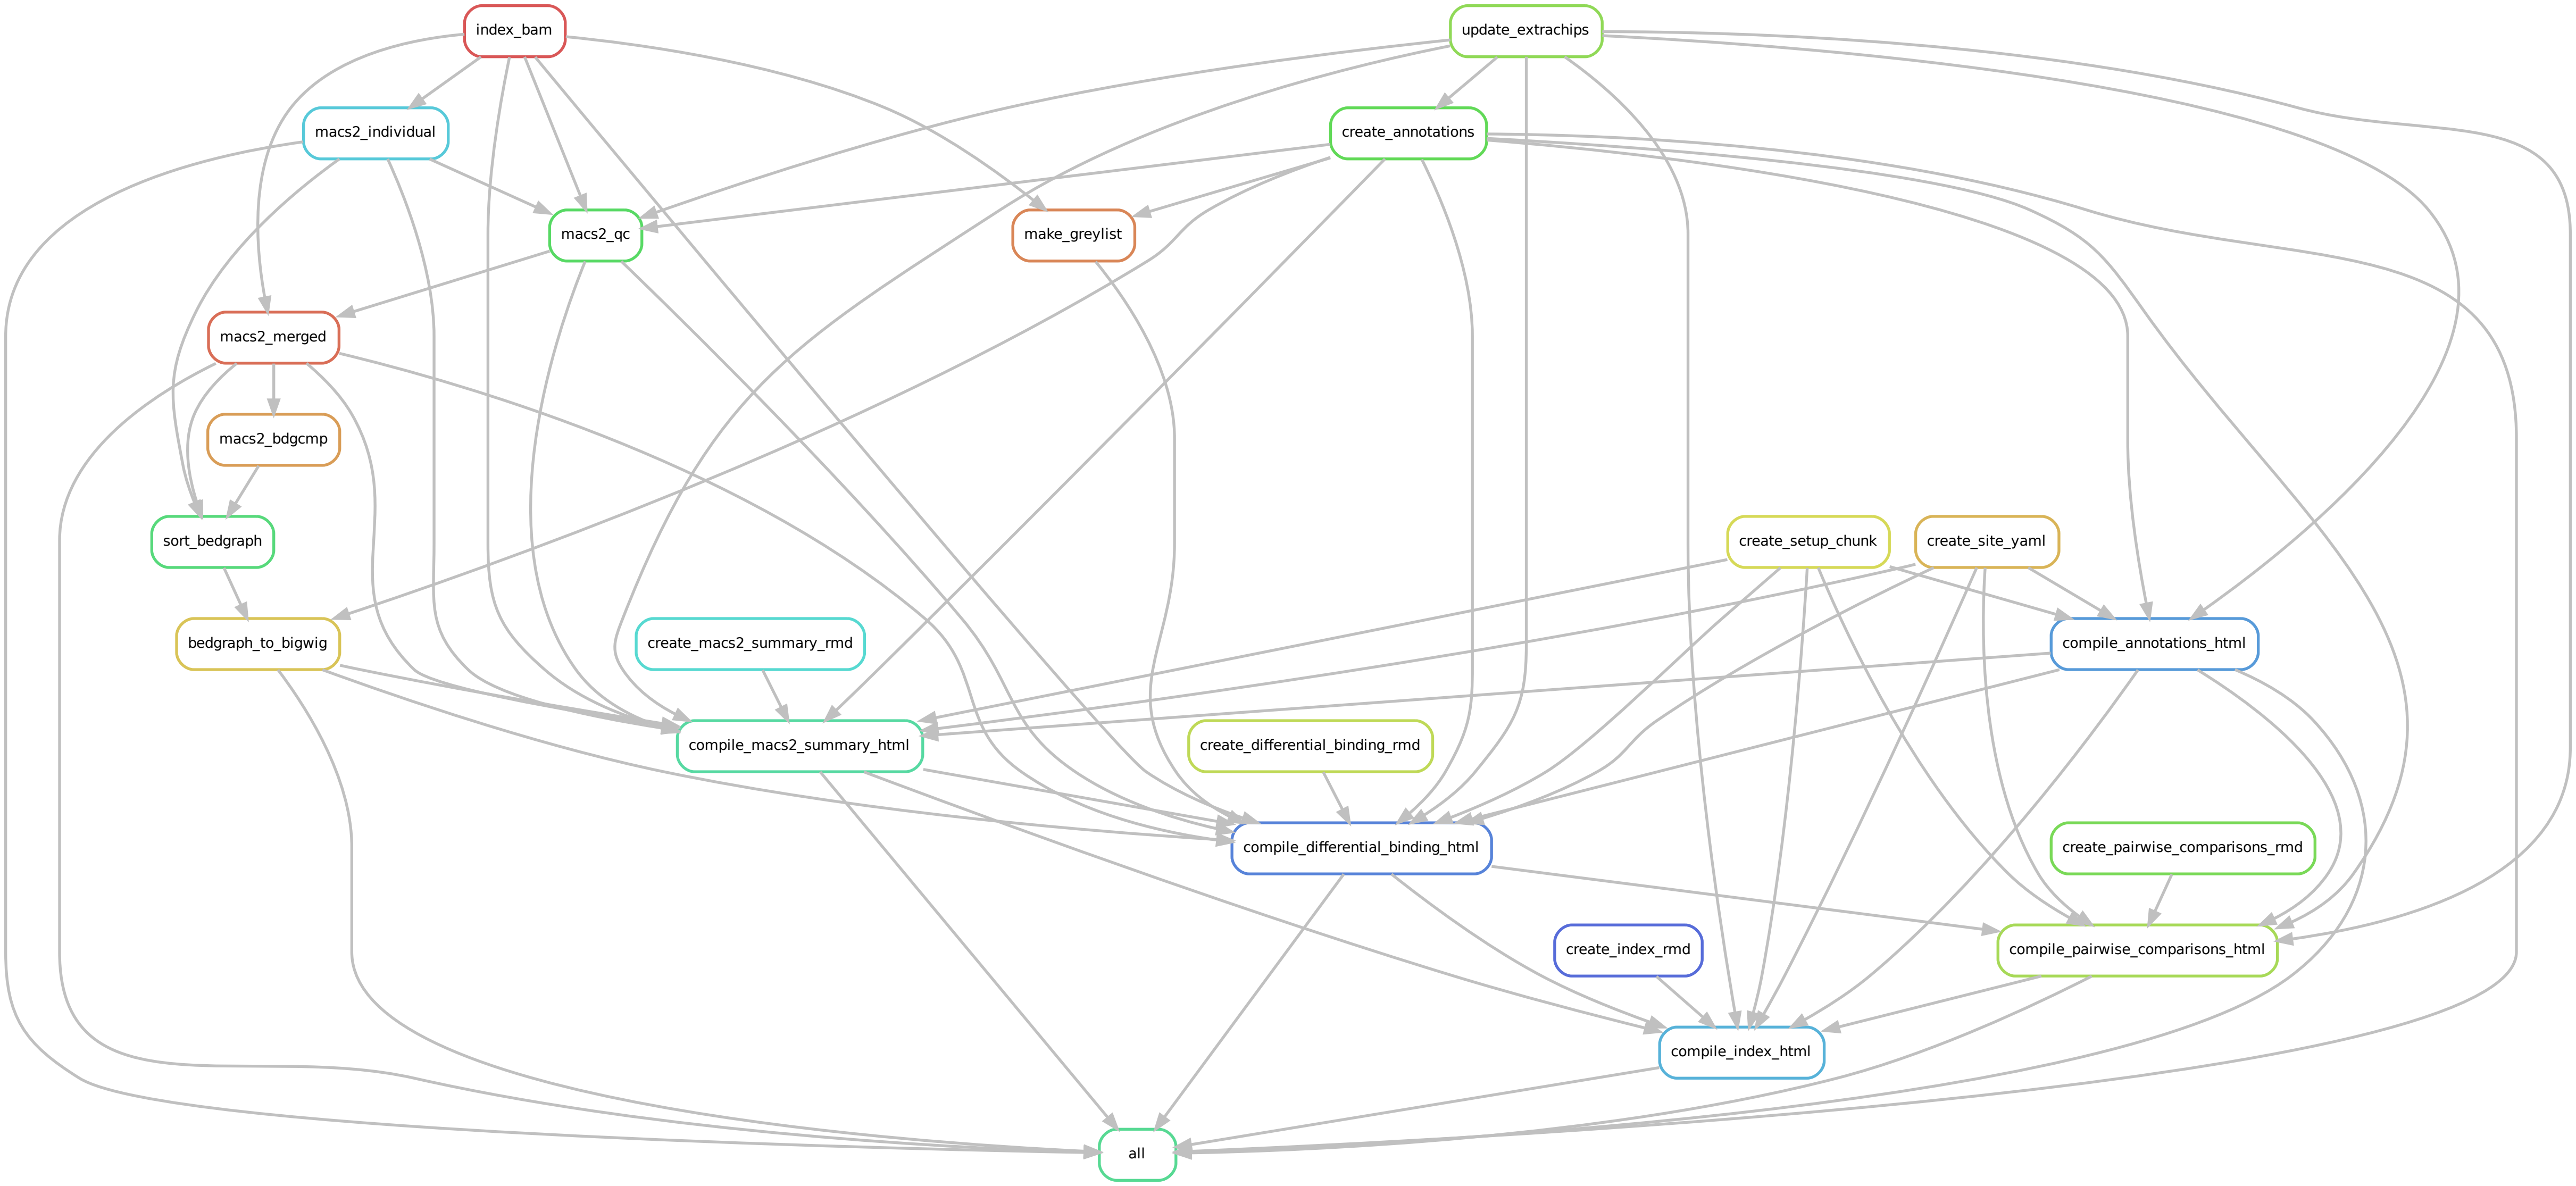 index_bam
update_extrachips
macs2_individual
create_annotations
macs2_qc
make_greylist
macs2_merged
macs2_bdgcmp
sort_bedgraph
create_setup_chunk
create_site_yaml
bedgraph_to_bigwig
create_macs2_summary_rmd
compile_annotations_html
compile_macs2_summary_html
create_differential_binding_rmd
compile_differential_binding_html
create_pairwise_comparisons_rmd
create_index_rmd
compile_pairwise_comparisons_html
compile_index_html
all